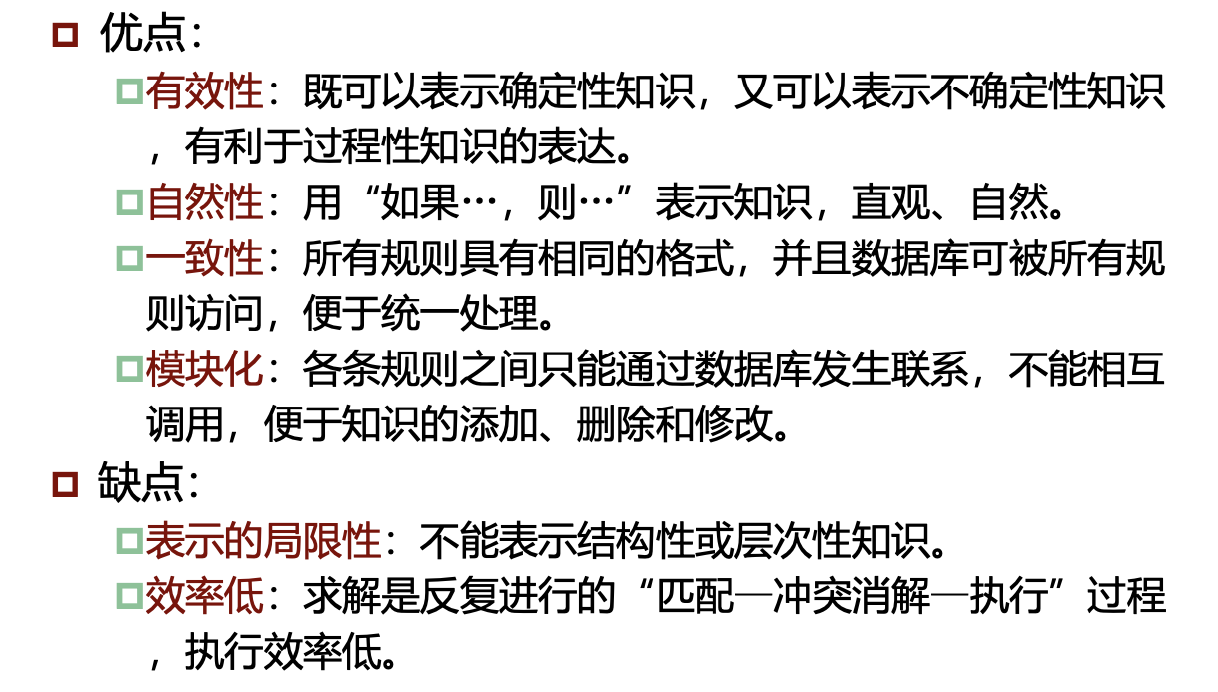 优点：
有效性：既可以表示确定性知识，又可以表示不确定性知识
，有利于过程性知识的表达。
自然性：用“如果…，则…”表示知识，直观、自然。
一致性：所有规则具有相同的格式，并且数据库可被所有规
则访问，便于统一处理。
模块化：各条规则之间只能通过数据库发生联系，不能相互
调用，便于知识的添加、删除和修改。
缺点：
表示的局限性：不能表示结构性或层次性知识。
效率低：求解是反复进行的“匹配—冲突消解—执行”过程
，执行效率低。